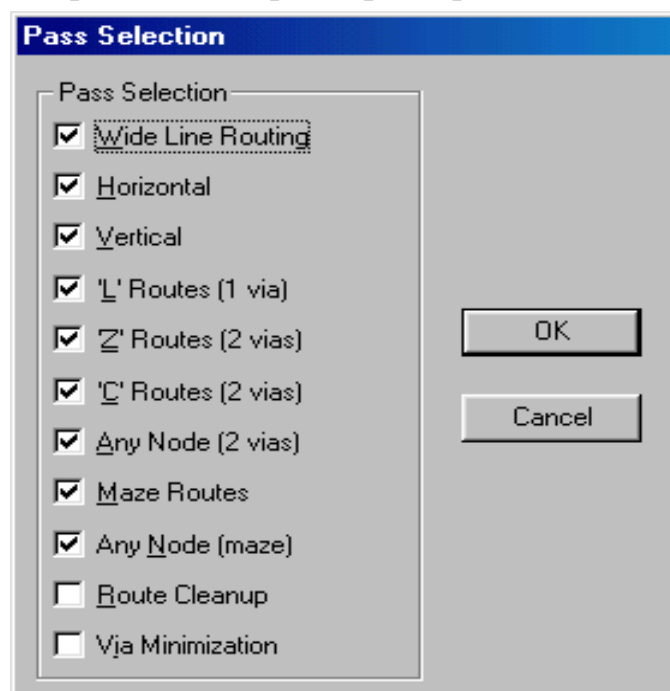 Pass Selection
Pass Selection
Wide Line Routing
Horizontal
Vertical
'L' Routes (1 via)
'Z' Routes (2 vias)
'C' Routes (2 vias)
Any Node (2 vias)
Maze Routes
Any Node (maze)
Route Cleanup
Via Minimization
OK
Cancel